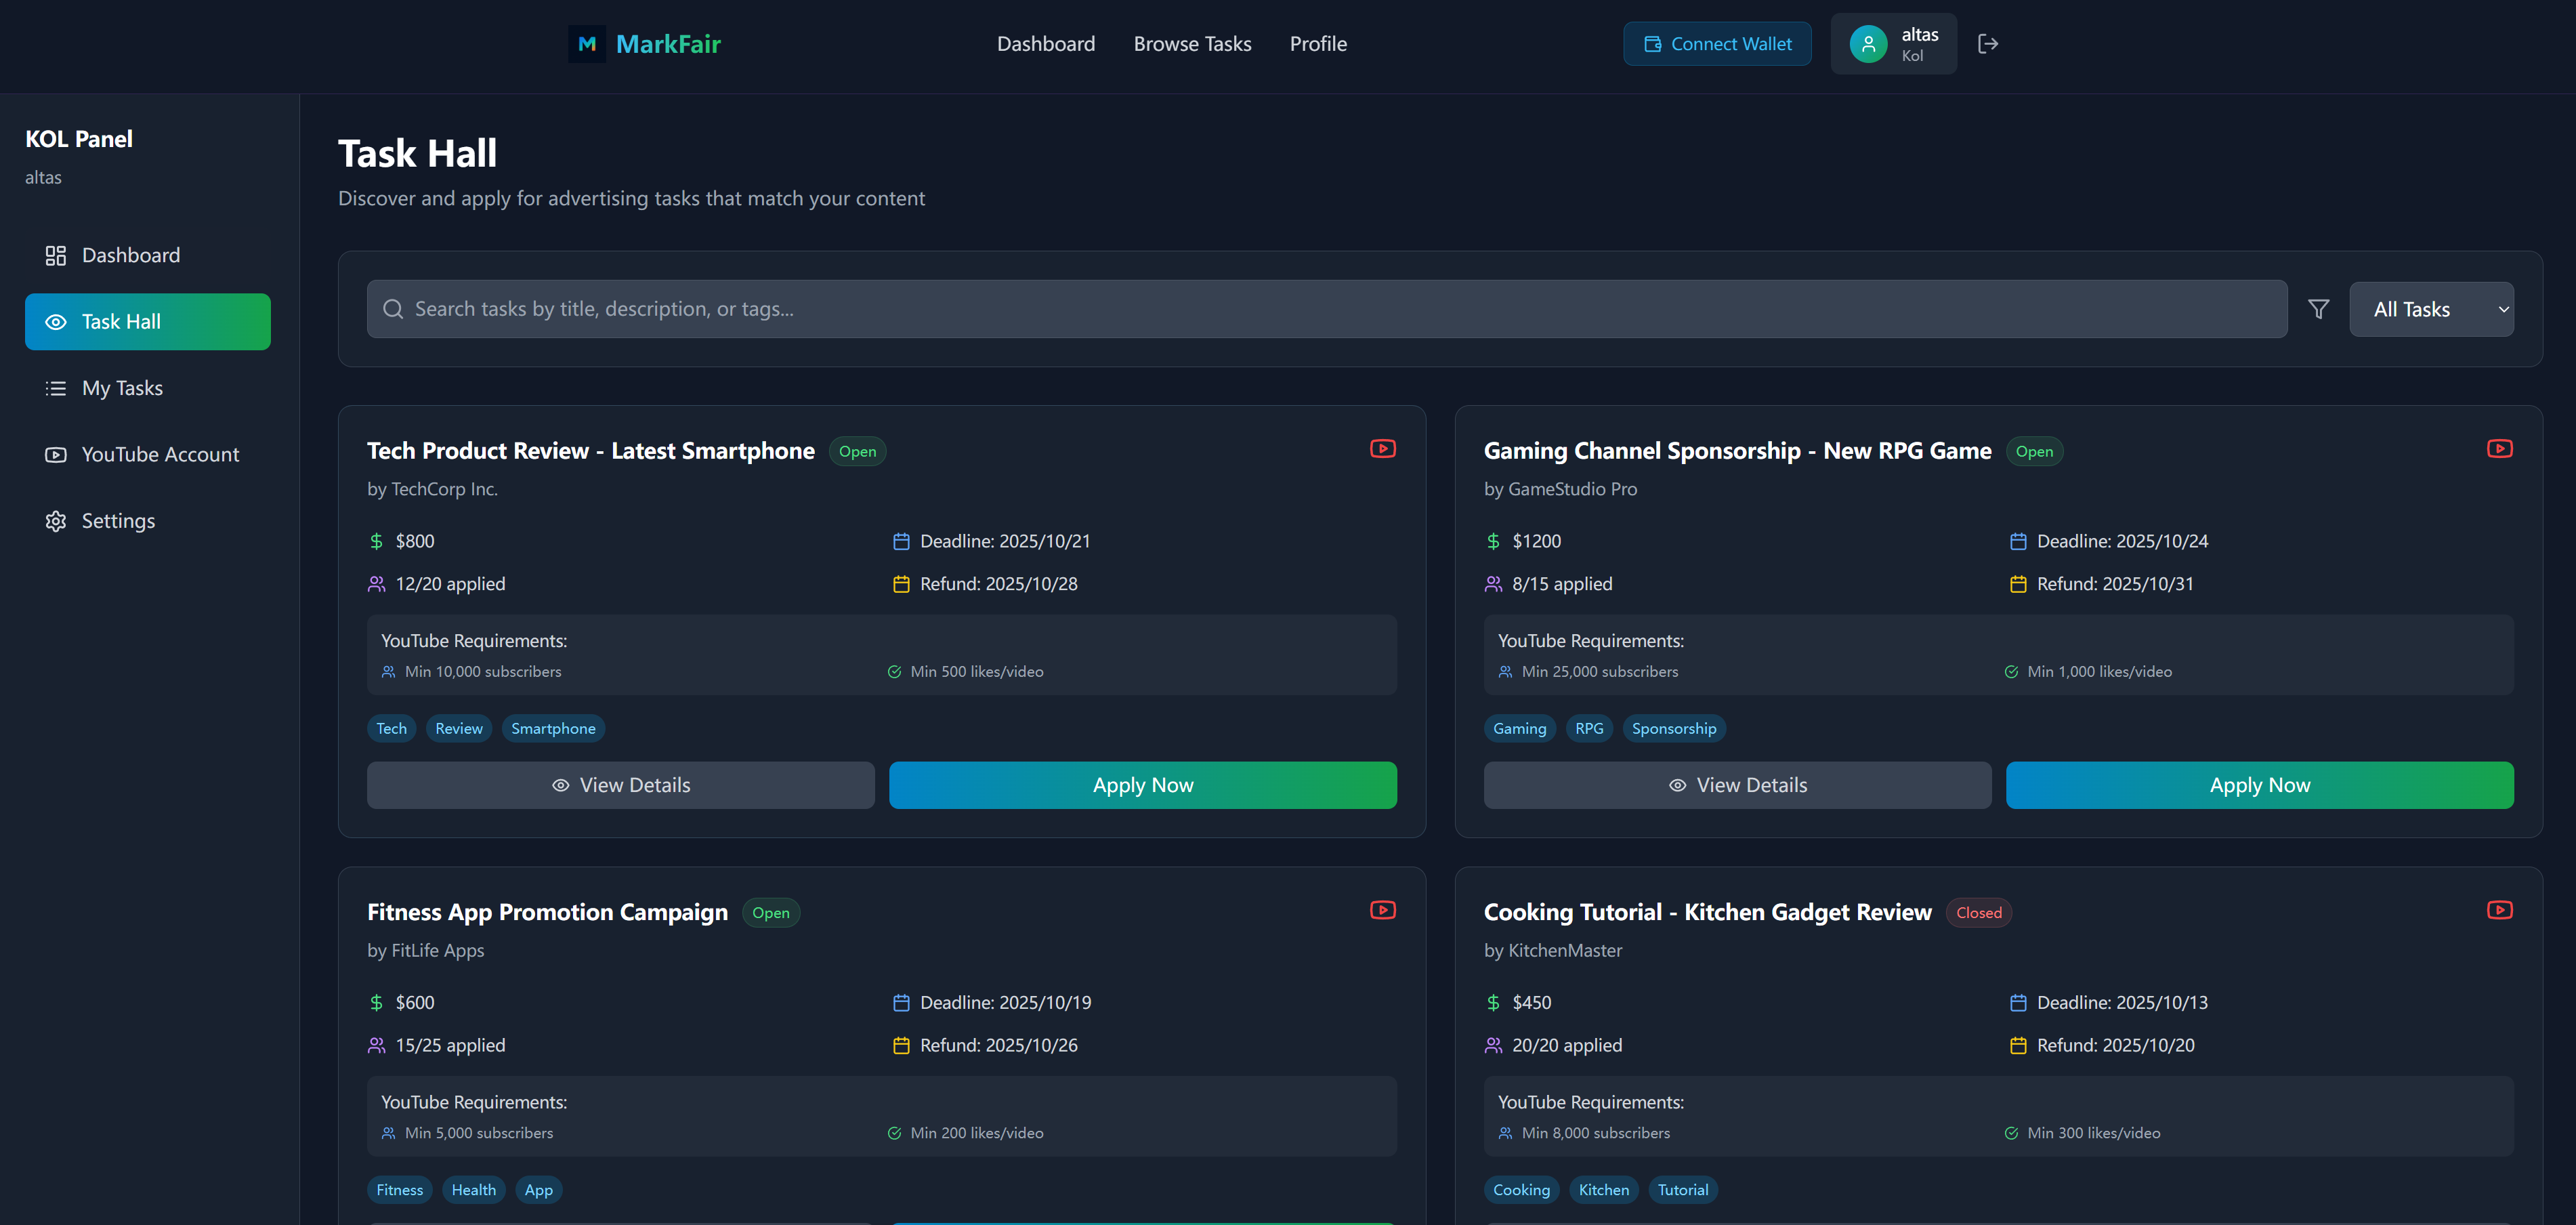 MarkFair
Dashboard
Browse Tasks
Profile
Connect Wallet
altas
Kol
KOL Panel
altas
Dashboard
Task Hall
My Tasks
YouTube Account
Settings
Task Hall
Discover and apply for advertising tasks that match your content
Search tasks by title, description, or tags...
All Tasks
Tech Product Review - Latest Smartphone
Open
by TechCorp Inc.
$800
Deadline: 2025/10/21
12/20 applied
Refund: 2025/10/28
YouTube Requirements:
Min 10,000 subscribers
Min 500 likes/video
Tech
Review
Smartphone
View Details
Apply Now
Gaming Channel Sponsorship - New RPG Game
Open
by GameStudio Pro
$1200
Deadline: 2025/10/24
8/15 applied
Refund: 2025/10/31
YouTube Requirements:
Min 25,000 subscribers
Min 1,000 likes/video
Gaming
RPG
Sponsorship
View Details
Apply Now
Fitness App Promotion Campaign
Open
by FitLife Apps
$600
Deadline: 2025/10/19
15/25 applied
Refund: 2025/10/26
YouTube Requirements:
Min 5,000 subscribers
Min 200 likes/video
Fitness
Health
App
Cooking Tutorial - Kitchen Gadget Review
Closed
by KitchenMaster
$450
Deadline: 2025/10/13
20/20 applied
Refund: 2025/10/20
YouTube Requirements:
Min 8,000 subscribers
Min 300 likes/video
Cooking
Kitchen
Tutorial